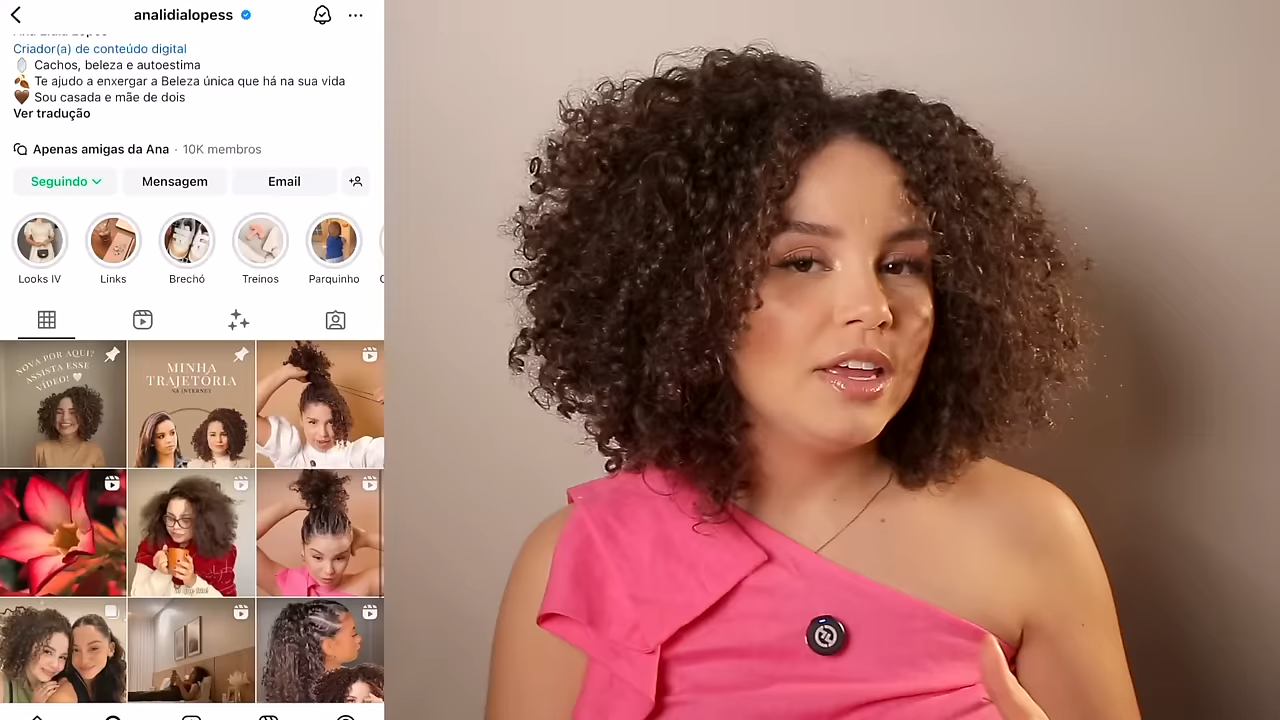 analidialopess
Criador(a) de conteúdo digital
Cachos, beleza e autoestima
Te ajudo a enxergar a Beleza única que há na sua vida
Sou casada e mãe de dois
Ver tradução
Apenas amigas da Ana · 10K membros
Seguindo
Mensagem
Email
Looks IV
Links
Brechó
Treinos
Parquinho
NOVA POR AQUI?
ASSISTA ESSE
VÍDEO!
MINHA
TRAJETÓRIA
NA INTERNET